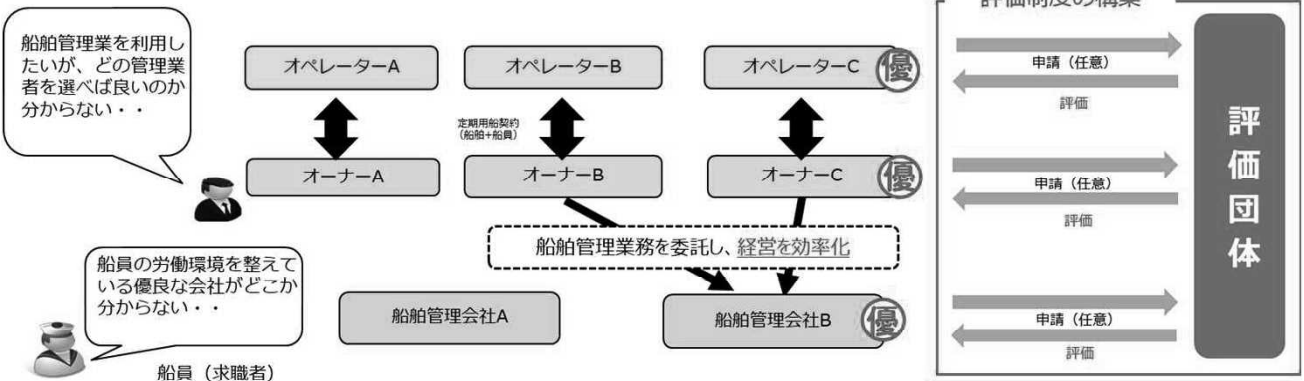 評価制度の構築
船舶管理業を利用し
たいが、どの管理業
者を選べば良いのか
分からない・・
オペレーターA
オペレーターB
オペレーターC
優
定期用船契約
（船舶+船員）
オーナーA
オーナーB
オーナーC
優
船舶管理業務を委託し、経営を効率化
船員の労働環境を整えて
いる優良な会社がどこか
分からない・・
船員（求職者）
船舶管理会社A
船舶管理会社B
優
申請（任意）
評価
申請（任意）
評価
申請（任意）
評価
評価団体